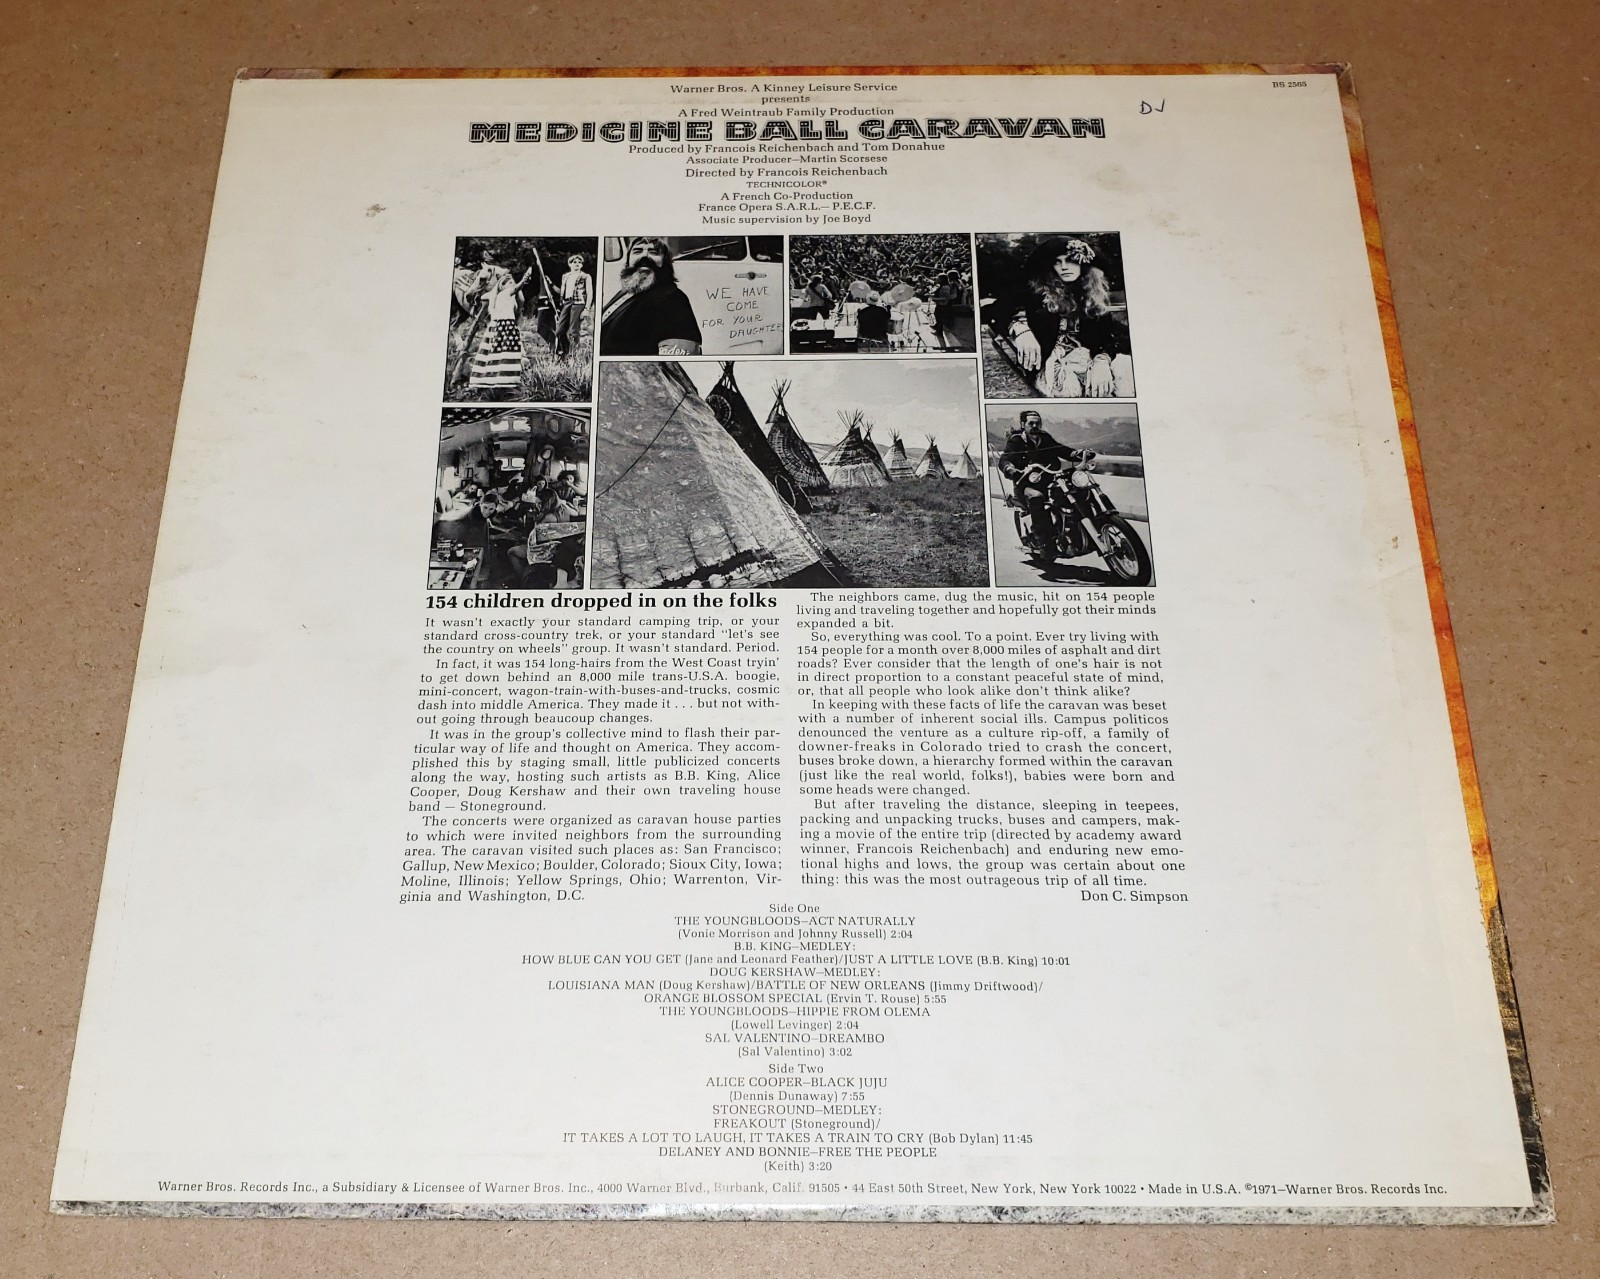 BS 2565
DJ
Warner Bros. A Kinney Leisure Service
presents
A Fred Weintraub Family Production
MEDICINE BALL CARAVAN
Produced by Francois Reichenbach and Tom Donahue
Associate Producer—Martin Scorsese
Directed by Francois Reichenbach
TECHNICOLOR®
A French Co-Production
France Opera S.A.R.L.— P.E.C.F.
Music supervision by Joe Boyd
WE HAVE
COME
FOR YOUR
DAUGHTER
154 children dropped in on the folks
It wasn't exactly your standard camping trip, or your
standard cross-country trek, or your standard "let's see
the country on wheels" group. It wasn't standard. Period.
In fact, it was 154 long-hairs from the West Coast tryin'
to get down behind an 8,000 mile trans-U.S.A. boogie,
mini-concert, wagon-train-with-buses-and-trucks, cosmic
dash into middle America. They made it . . . but not with-
out going through beaucoup changes.
It was in the group's collective mind to flash their par-
ticular way of life and thought on America. They accom-
plished this by staging small, little publicized concerts
along the way, hosting such artists as B.B. King, Alice
Cooper, Doug Kershaw and their own traveling house
band — Stoneground.
The concerts were organized as caravan house parties
to which were invited neighbors from the surrounding
area. The caravan visited such places as: San Francisco;
Gallup, New Mexico; Boulder, Colorado; Sioux City, Iowa;
Moline, Illinois; Yellow Springs, Ohio; Warrenton, Vir-
ginia and Washington, D.C.
The neighbors came, dug the music, hit on 154 people
living and traveling together and hopefully got their minds
expanded a bit.
So, everything was cool. To a point. Ever try living with
154 people for a month over 8,000 miles of asphalt and dirt
roads? Ever consider that the length of one's hair is not
in direct proportion to a constant peaceful state of mind,
or, that all people who look alike don't think alike?
In keeping with these facts of life the caravan was beset
with a number of inherent social ills. Campus politicos
denounced the venture as a culture rip-off, a family of
downer-freaks in Colorado tried to crash the concert,
buses broke down, a hierarchy formed within the caravan
(just like the real world, folks!), babies were born and
some heads were changed.
But after traveling the distance, sleeping in teepees,
packing and unpacking trucks, buses and campers, mak-
ing a movie of the entire trip (directed by academy award
winner, Francois Reichenbach) and enduring new emo-
tional highs and lows, the group was certain about one
thing: this was the most outrageous trip of all time.
Don C. Simpson
Side One
THE YOUNGBLOODS—ACT NATURALLY
(Vonie Morrison and Johnny Russell) 2:04
B.B. KING—MEDLEY:
HOW BLUE CAN YOU GET (Jane and Leonard Feather)/JUST A LITTLE LOVE (B.B. King) 10:01
DOUG KERSHAW—MEDLEY:
LOUISIANA MAN (Doug Kershaw)/BATTLE OF NEW ORLEANS (Jimmy Driftwood)/
ORANGE BLOSSOM SPECIAL (Ervin T. Rouse) 5:55
THE YOUNGBLOODS—HIPPIE FROM OLEMA
(Lowell Levinger) 2:04
SAL VALENTINO—DREAMBO
(Sal Valentino) 3:02
Side Two
ALICE COOPER—BLACK JUJU
(Dennis Dunaway) 7:55
STONEGROUND—MEDLEY:
FREAKOUT (Stoneground)/
IT TAKES A LOT TO LAUGH, IT TAKES A TRAIN TO CRY (Bob Dylan) 11:45
DELANEY AND BONNIE—FREE THE PEOPLE
(Keith) 3:20
Warner Bros. Records Inc., a Subsidiary & Licensee of Warner Bros. Inc., 4000 Warner Blvd., Burbank, Calif. 91505 • 44 East 50th Street, New York, New York 10022 • Made in U.S.A. ©1971—Warner Bros. Records Inc.